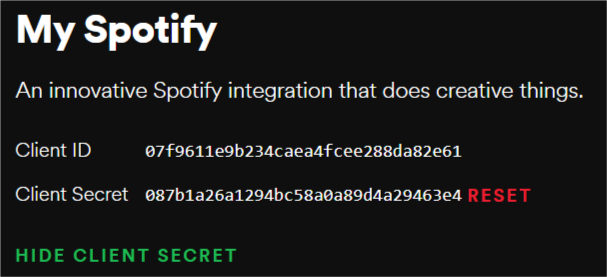 My Spotify
An innovative Spotify integration that does creative things.
Client ID 07f9611e9b234caea4fcee288da82e61
Client Secret 087b1a26a1294bc58a0a89d4a29463e4 RESET
HIDE CLIENT SECRET